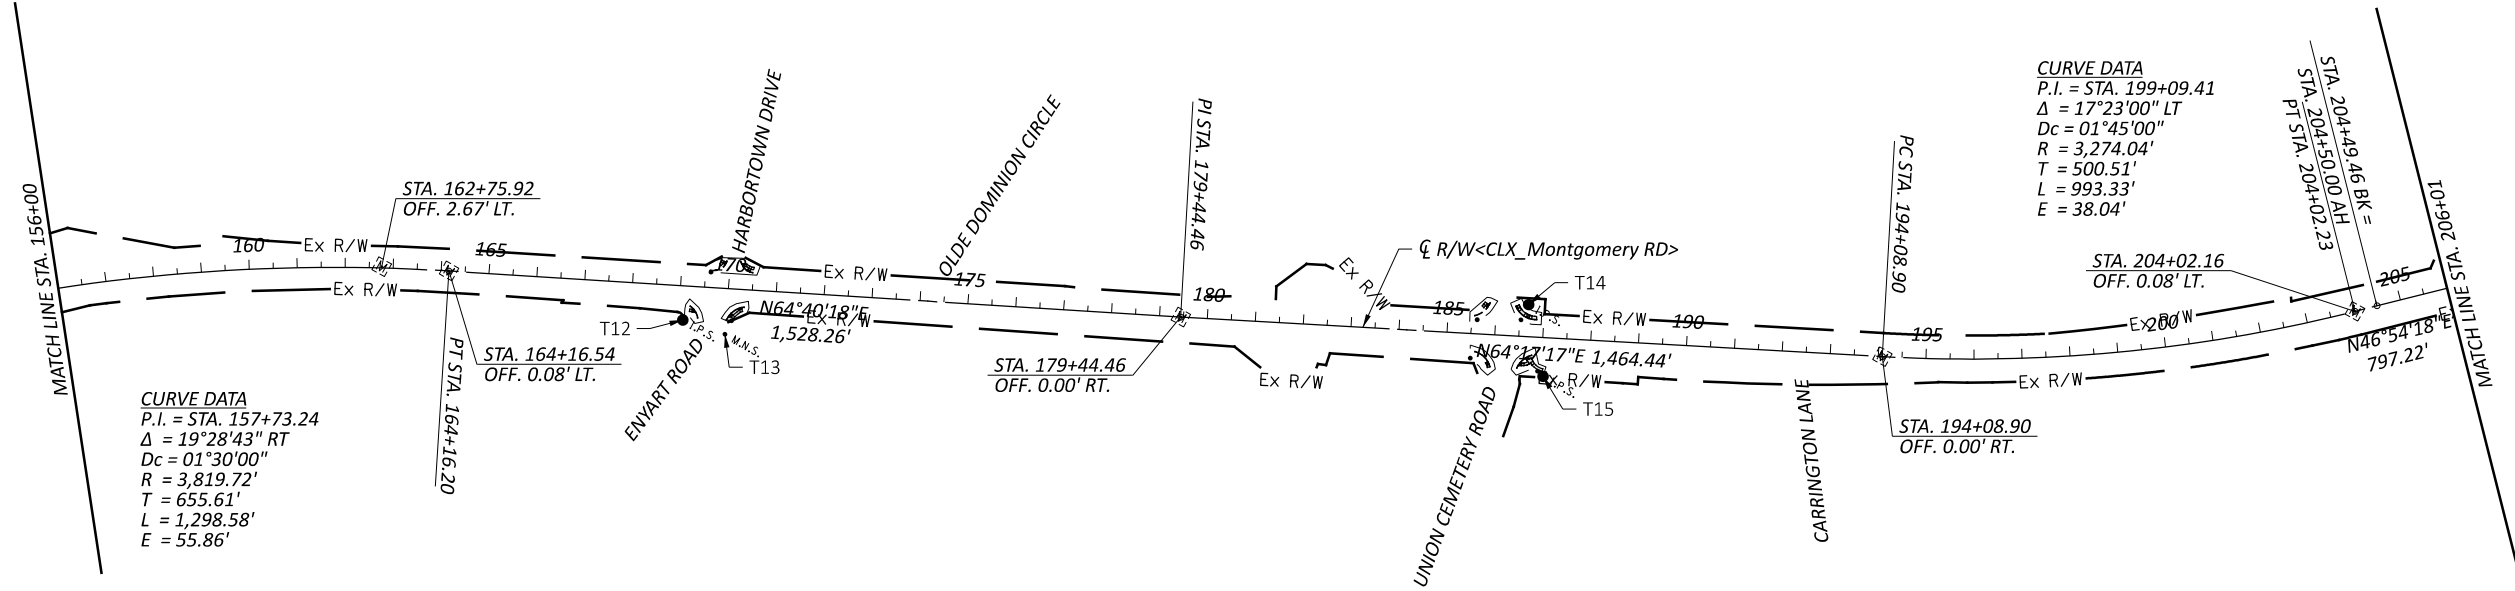 MATCH LINE STA. 156+00
160
Ex R/W
Ex R/W
STA. 162+75.92
OFF. 2.67' LT.
165
PT STA. 164+16.20
STA. 164+16.54
OFF. 0.08' LT.
CURVE DATA
P.I. = STA. 157+73.24
Δ = 19°28'43" RT
Dc = 01°30'00"
R = 3,819.72'
T = 655.61'
L = 1,298.58'
E = 55.86'
HARBORTOWN DRIVE
170
T12
I.P.S.
M.N.S.
T13
ENYART ROAD
N64°40'18"E
1,528.26'
Ex R/W
Ex R/W
OLDE DOMINION CIRCLE
175
PI STA. 179+44.46
180
STA. 179+44.46
OFF. 0.00' RT.
Ex R/W
Ex R/W
℄ R/W<CLX_Montgomery RD>
185
T14
I.P.S.
Ex R/W
190
N64°17'17"E 1,464.44'
Ex R/W
I.P.S.
T15
UNION CEMETERY ROAD
CARRINGTON LANE
PC STA. 194+08.90
195
STA. 194+08.90
OFF. 0.00' RT.
Ex R/W
CURVE DATA
P.I. = STA. 199+09.41
Δ = 17°23'00" LT
Dc = 01°45'00"
R = 3,274.04'
T = 500.51'
L = 993.33'
E = 38.04'
STA. 204+49.46 BK =
STA. 204+50.00 AH
PT STA. 204+02.23
STA. 204+02.16
OFF. 0.08' LT.
Ex R/W
200
205
N46°54'18"E
797.22'
MATCH LINE STA. 206+01